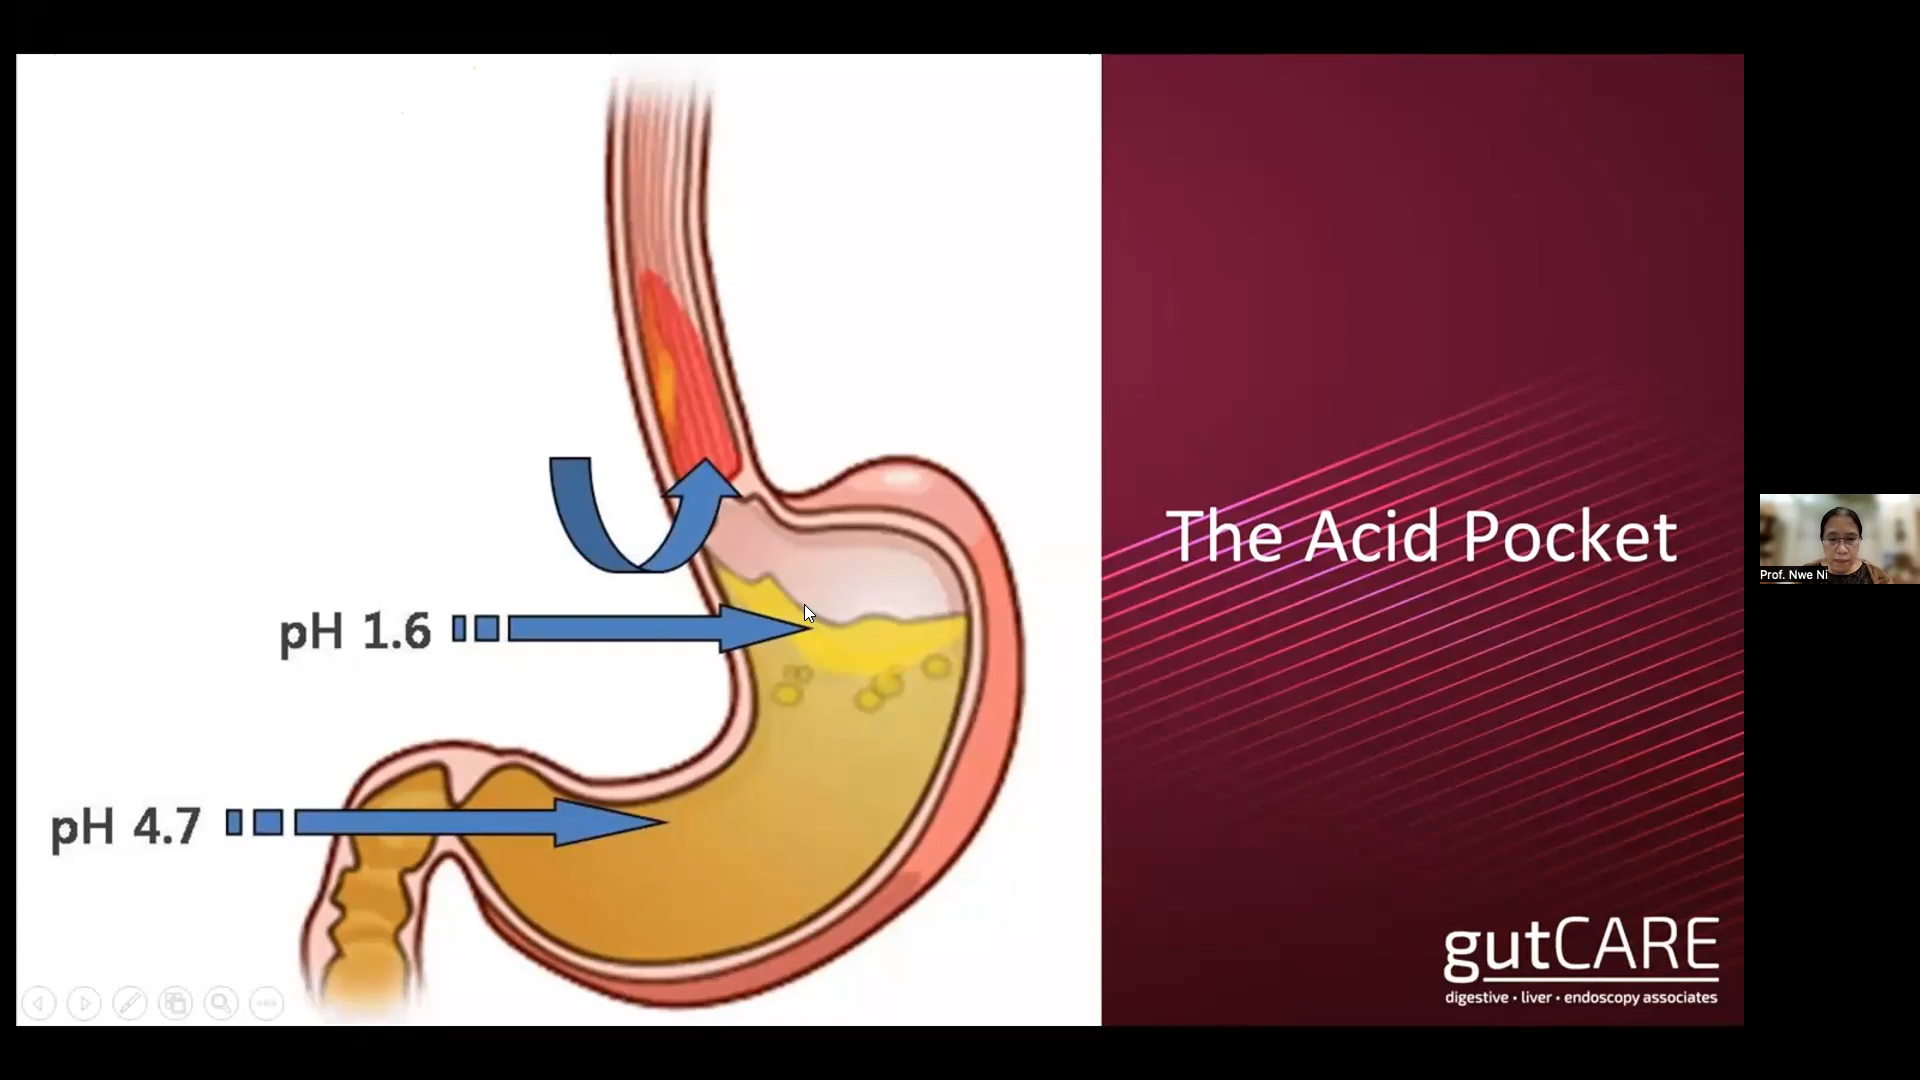 pH 1.6
pH 4.7
The Acid Pocket
gutCARE
digestive • liver • endoscopy associates
Prof. Nwe Ni